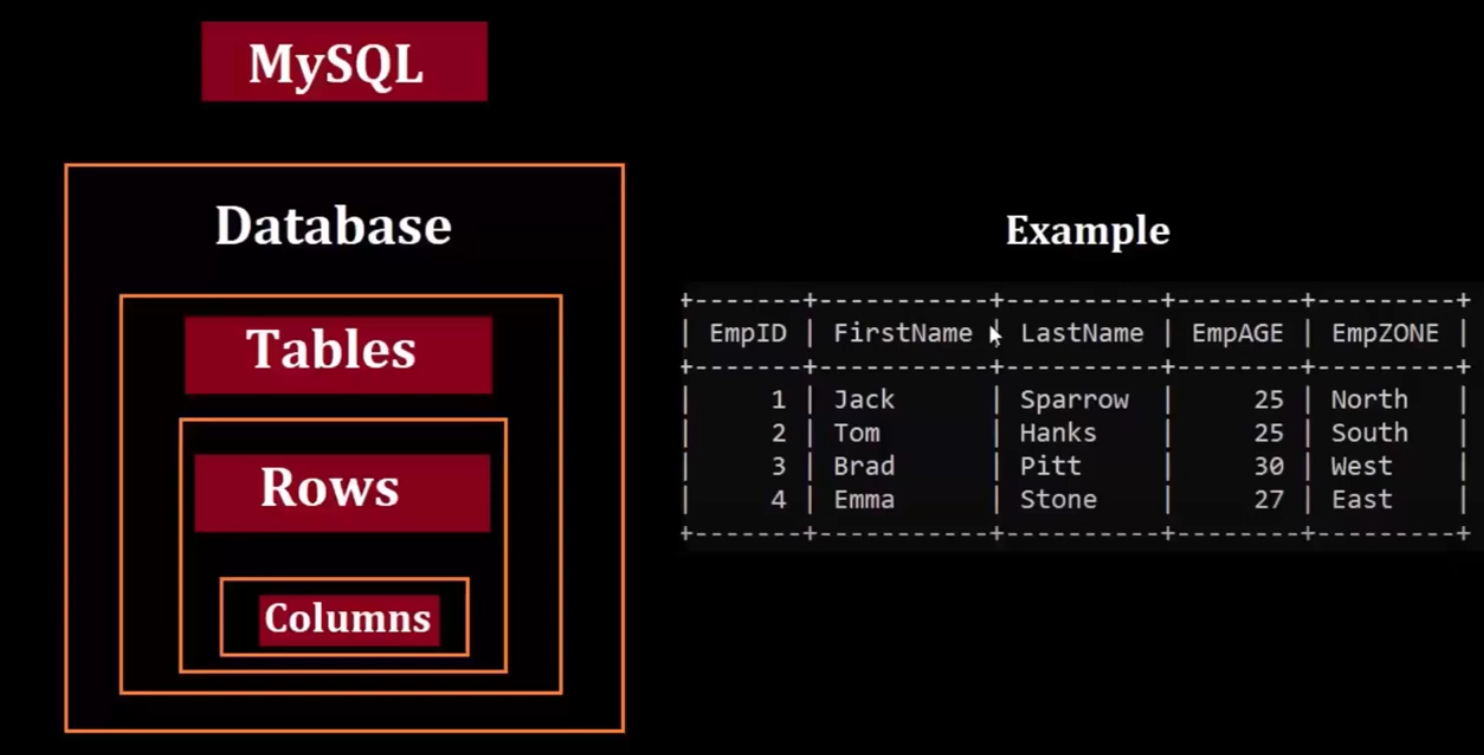 MySQL
Database
Tables
Rows
Columns
Example
+-------+-----------+----------+--------+---------+
| EmpID | FirstName | LastName | EmpAGE | EmpZONE |
+-------+-----------+----------+--------+---------+
|     1 | Jack      | Sparrow  |     25 | North   |
|     2 | Tom       | Hanks    |     25 | South   |
|     3 | Brad      | Pitt     |     30 | West    |
|     4 | Emma      | Stone    |     27 | East    |
+-------+-----------+----------+--------+---------+